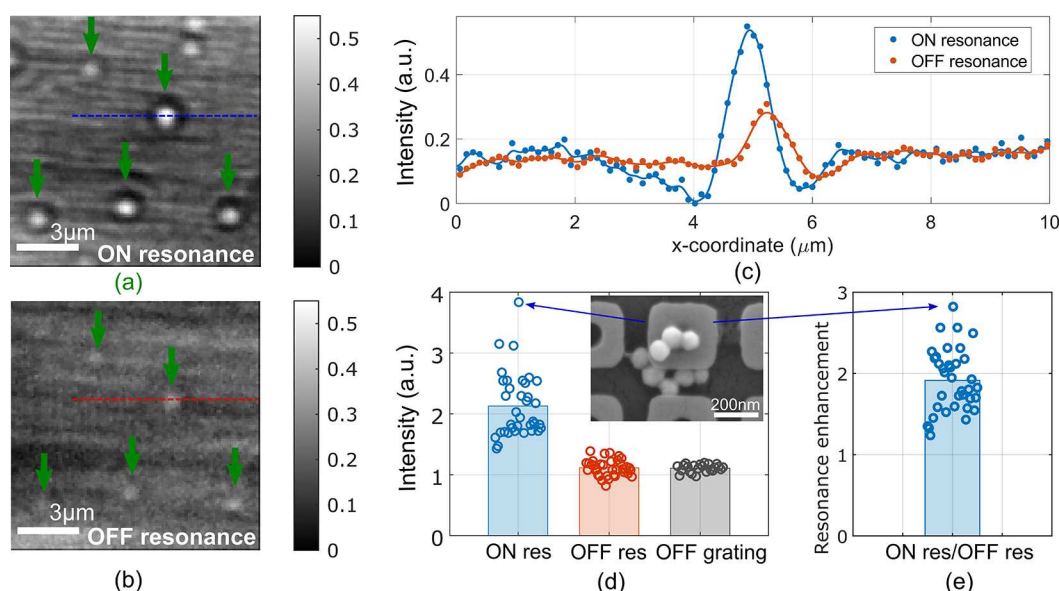 0.5
0.4
0.3
0.2
0.1
0
3μm
ON resonance
(a)
0.5
0.4
0.3
0.2
0.1
0
3μm
OFF resonance
(b)
Intensity (a.u.)
0.4
0.2
0
ON resonance
OFF resonance
0 2 4 6 8 10
x-coordinate (μm)
(c)
Intensity (a.u.)
4
3
2
1
0
200nm
ON res OFF res OFF grating
(d)
Resonance enhancement
3
2
1
0
ON res/OFF res
(e)